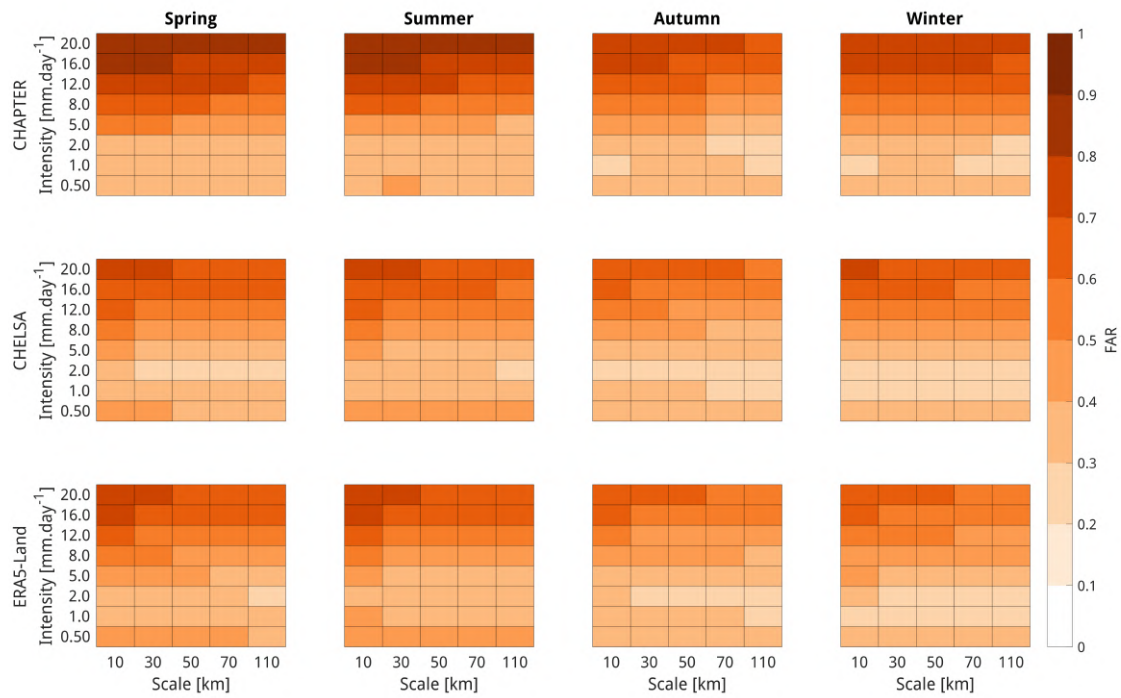 Spring Summer Autumn Winter
CHAPTER
Intensity [mm.day-1]
20.0
16.0
12.0
8.0
5.0
2.0
1.0
0.50
CHELSA
Intensity [mm.day-1]
20.0
16.0
12.0
8.0
5.0
2.0
1.0
0.50
ERA5-Land
Intensity [mm.day-1]
20.0
16.0
12.0
8.0
5.0
2.0
1.0
0.50
10 30 50 70 110
Scale [km]
10 30 50 70 110
Scale [km]
10 30 50 70 110
Scale [km]
10 30 50 70 110
Scale [km]
1
0.9
0.8
0.7
0.6
0.5
0.4
0.3
0.2
0.1
0
FAR